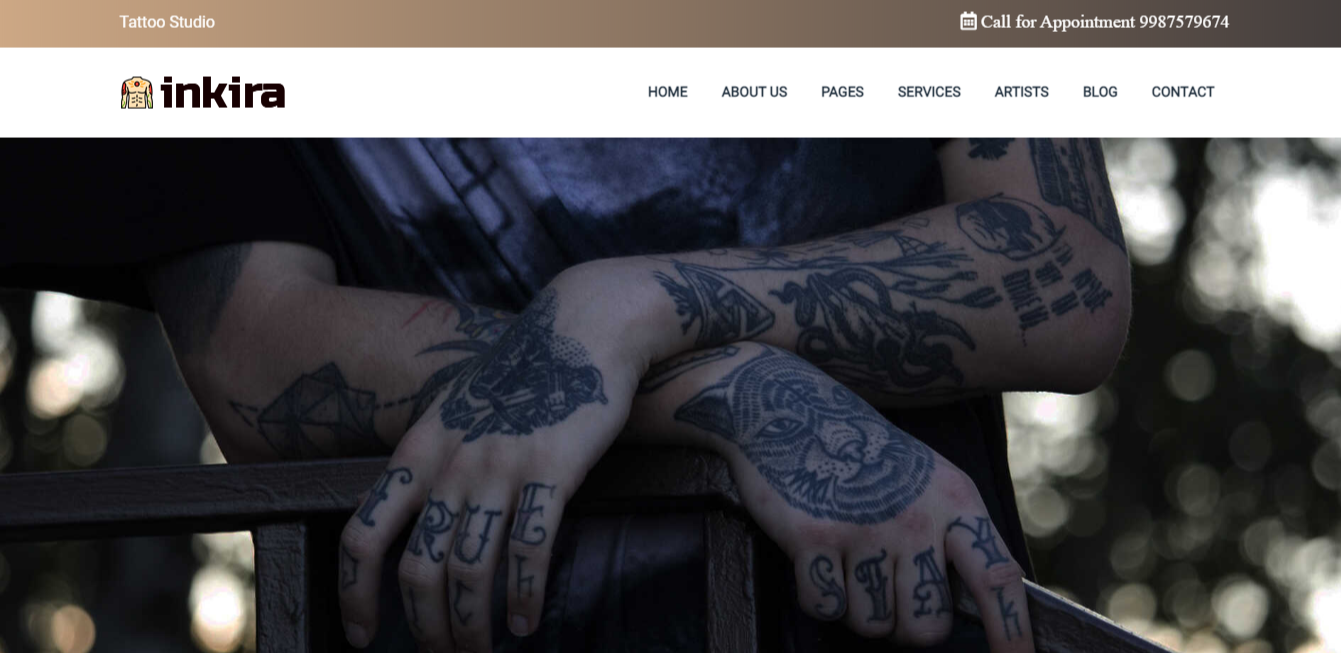 Tattoo Studio
Call for Appointment 9987579674
inkira
HOME ABOUT US PAGES SERVICES ARTISTS BLOG CONTACT
TRUE
STAY